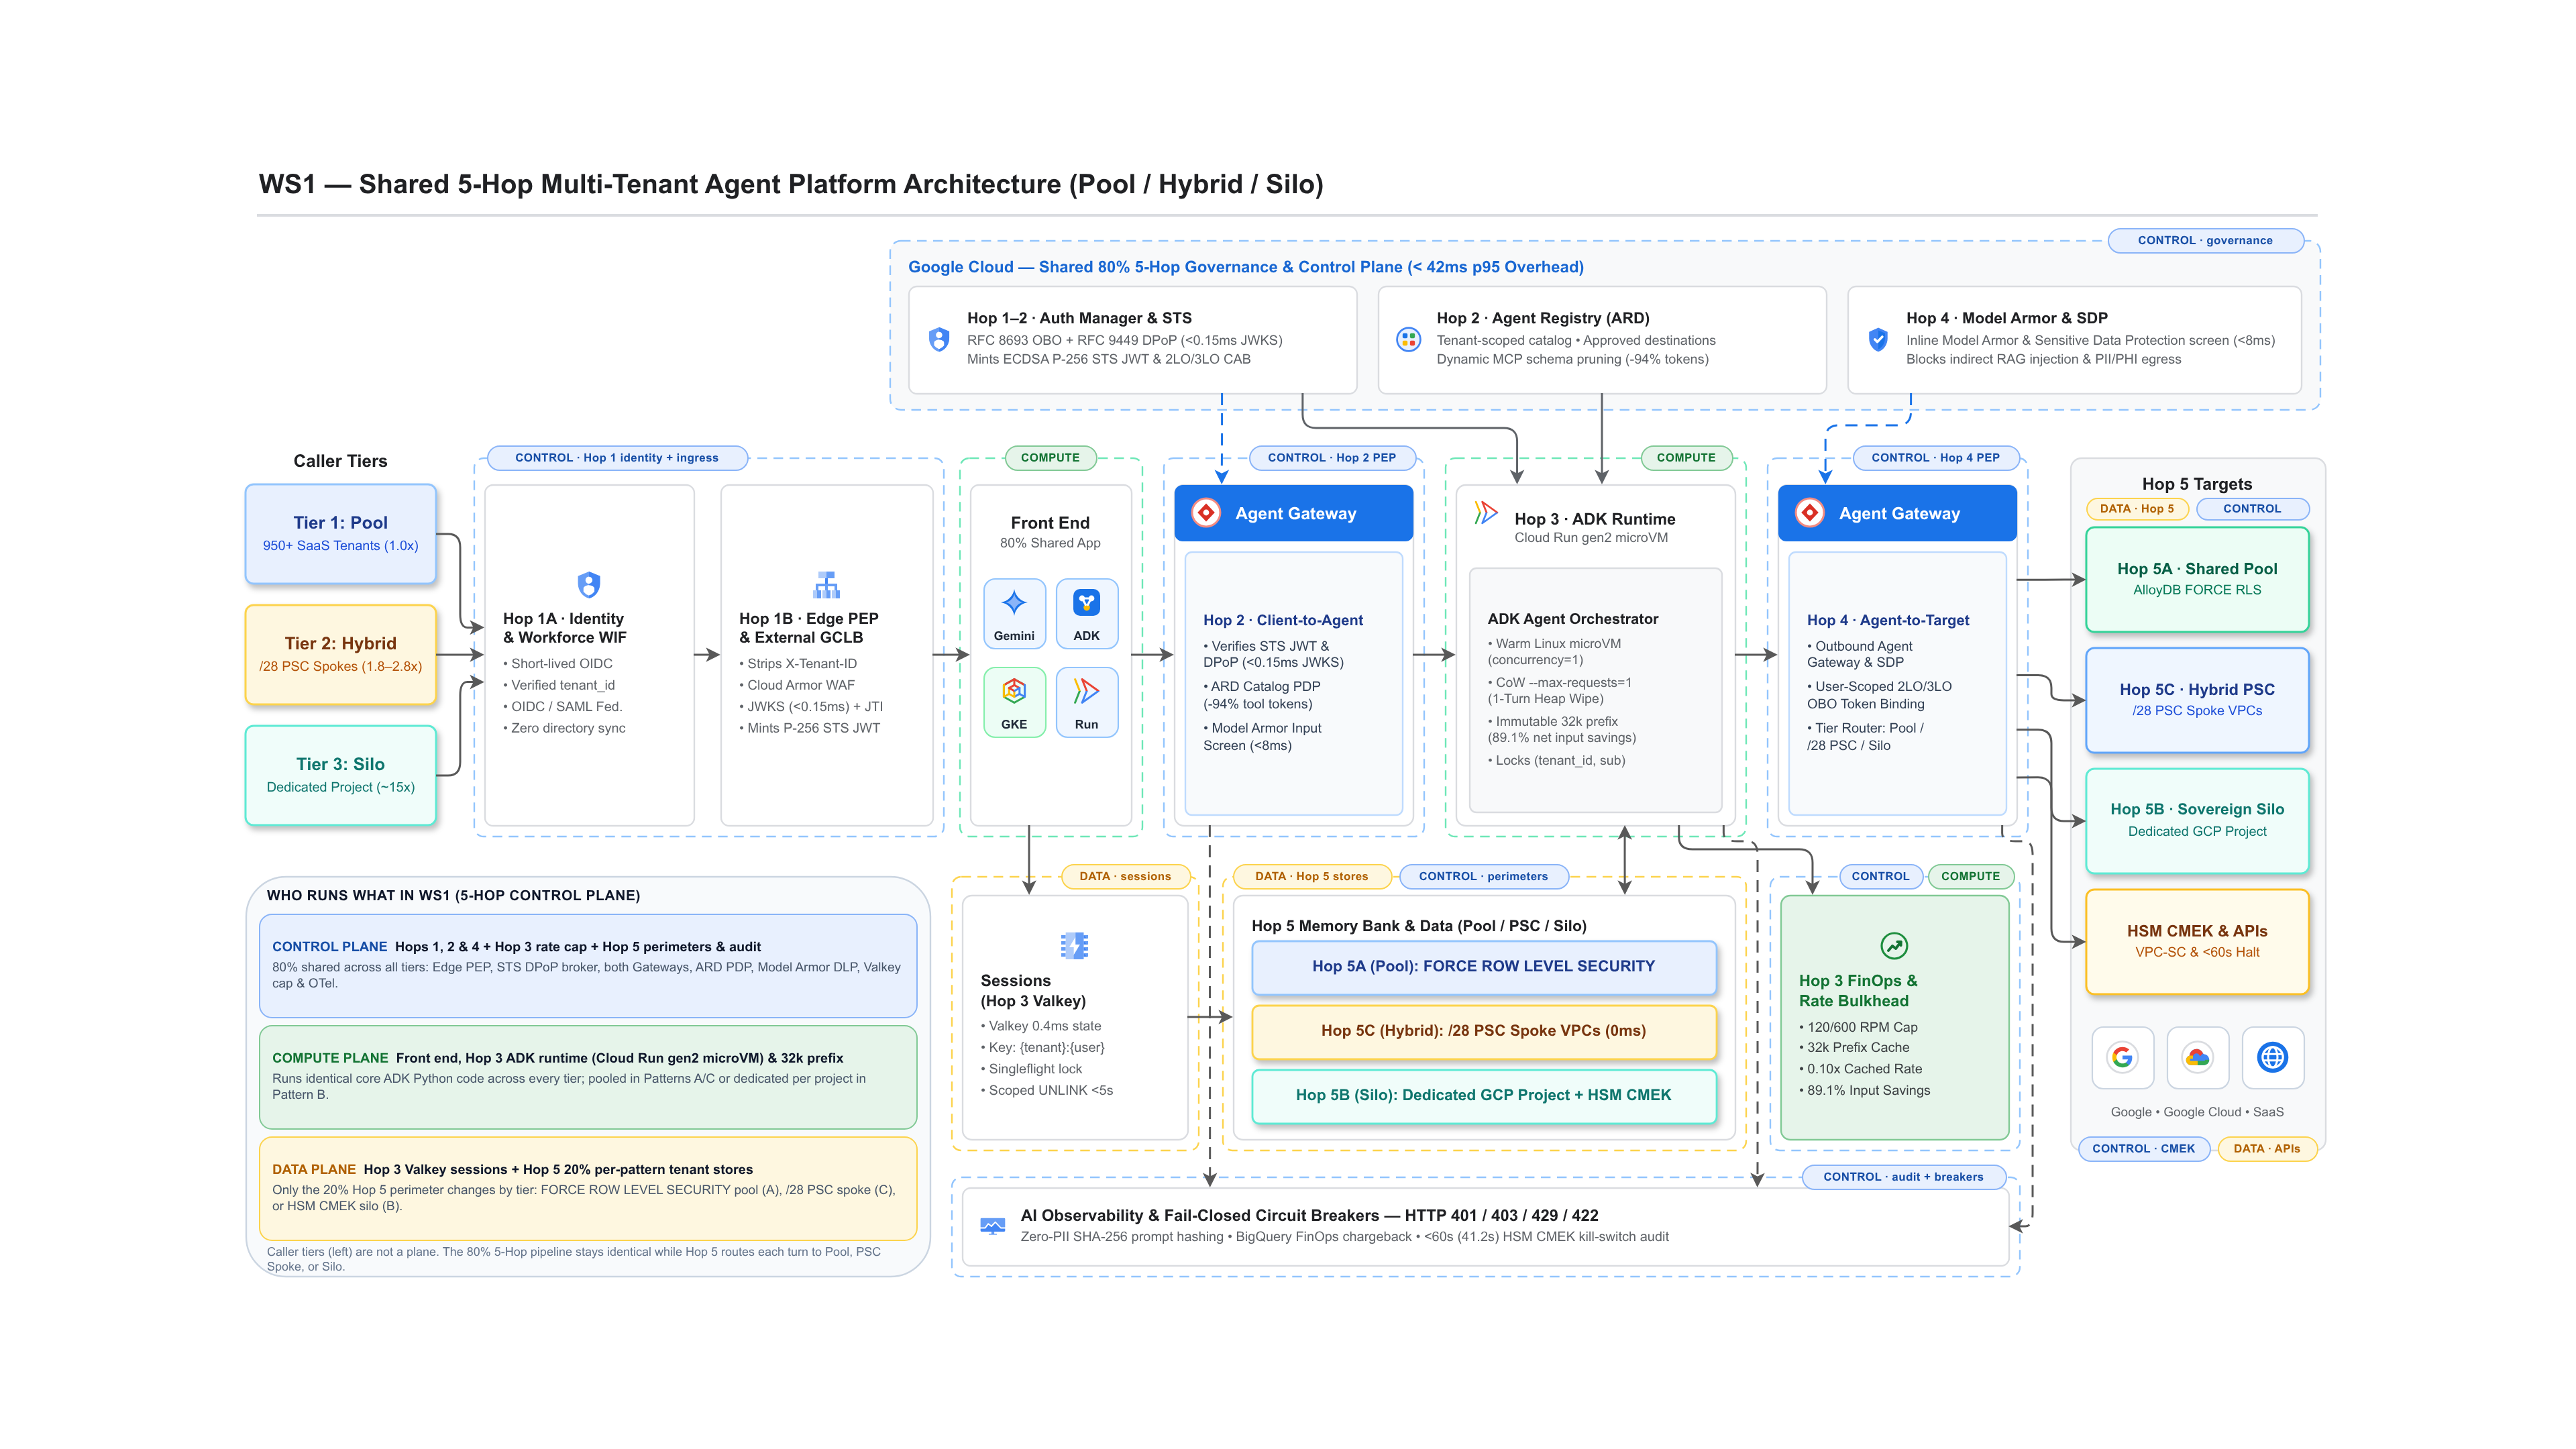 WS1 — Shared 5-Hop Multi-Tenant Agent Platform Architecture (Pool / Hybrid / Silo)
CONTROL · governance
Google Cloud — Shared 80% 5-Hop Governance & Control Plane (< 42ms p95 Overhead)
Hop 1–2 · Auth Manager & STS
RFC 8693 OBO + RFC 9449 DPoP (<0.15ms JWKS)
Mints ECDSA P-256 STS JWT & 2LO/3LO CAB
Hop 2 · Agent Registry (ARD)
Tenant-scoped catalog • Approved destinations
Dynamic MCP schema pruning (-94% tokens)
Hop 4 · Model Armor & SDP
Inline Model Armor & Sensitive Data Protection screen (<8ms)
Blocks indirect RAG injection & PII/PHI egress
Caller Tiers
Tier 1: Pool
950+ SaaS Tenants (1.0x)
Tier 2: Hybrid
/28 PSC Spokes (1.8–2.8x)
Tier 3: Silo
Dedicated Project (~15x)
CONTROL · Hop 1 identity + ingress
Hop 1A · Identity
& Workforce WIF
• Short-lived OIDC
• Verified tenant_id
• OIDC / SAML Fed.
• Zero directory sync
Hop 1B · Edge PEP
& External GCLB
• Strips X-Tenant-ID
• Cloud Armor WAF
• JWKS (<0.15ms) + JTI
• Mints P-256 STS JWT
COMPUTE
Front End
80% Shared App
Gemini
ADK
GKE
Run
CONTROL · Hop 2 PEP
Agent Gateway
Hop 2 · Client-to-Agent
• Verifies STS JWT &
DPoP (<0.15ms JWKS)
• ARD Catalog PDP
(-94% tool tokens)
• Model Armor Input
Screen (<8ms)
COMPUTE
Hop 3 · ADK Runtime
Cloud Run gen2 microVM
ADK Agent Orchestrator
• Warm Linux microVM
(concurrency=1)
• CoW --max-requests=1
(1-Turn Heap Wipe)
• Immutable 32k prefix
(89.1% net input savings)
• Locks (tenant_id, sub)
CONTROL · Hop 4 PEP
Agent Gateway
Hop 4 · Agent-to-Target
• Outbound Agent
Gateway & SDP
• User-Scoped 2LO/3LO
OBO Token Binding
• Tier Router: Pool /
/28 PSC / Silo
Hop 5 Targets
DATA · Hop 5
CONTROL
Hop 5A · Shared Pool
AlloyDB FORCE RLS
Hop 5C · Hybrid PSC
/28 PSC Spoke VPCs
Hop 5B · Sovereign Silo
Dedicated GCP Project
HSM CMEK & APIs
VPC-SC & <60s Halt
Google • Google Cloud • SaaS
CONTROL · CMEK
DATA · APIs
WHO RUNS WHAT IN WS1 (5-HOP CONTROL PLANE)
CONTROL PLANE Hops 1, 2 & 4 + Hop 3 rate cap + Hop 5 perimeters & audit
80% shared across all tiers: Edge PEP, STS DPoP broker, both Gateways, ARD PDP, Model Armor DLP, Valkey
cap & OTel.
COMPUTE PLANE Front end, Hop 3 ADK runtime (Cloud Run gen2 microVM) & 32k prefix
Runs identical core ADK Python code across every tier; pooled in Patterns A/C or dedicated per project in
Pattern B.
DATA PLANE Hop 3 Valkey sessions + Hop 5 20% per-pattern tenant stores
Only the 20% Hop 5 perimeter changes by tier: FORCE ROW LEVEL SECURITY pool (A), /28 PSC spoke (C),
or HSM CMEK silo (B).
Caller tiers (left) are not a plane. The 80% 5-Hop pipeline stays identical while Hop 5 routes each turn to Pool, PSC
Spoke, or Silo.
DATA · sessions
Sessions
(Hop 3 Valkey)
• Valkey 0.4ms state
• Key: {tenant}:{user}
• Singleflight lock
• Scoped UNLINK <5s
DATA · Hop 5 stores
CONTROL · perimeters
Hop 5 Memory Bank & Data (Pool / PSC / Silo)
Hop 5A (Pool): FORCE ROW LEVEL SECURITY
Hop 5C (Hybrid): /28 PSC Spoke VPCs (0ms)
Hop 5B (Silo): Dedicated GCP Project + HSM CMEK
CONTROL
COMPUTE
Hop 3 FinOps &
Rate Bulkhead
• 120/600 RPM Cap
• 32k Prefix Cache
• 0.10x Cached Rate
• 89.1% Input Savings
CONTROL · audit + breakers
AI Observability & Fail-Closed Circuit Breakers — HTTP 401 / 403 / 429 / 422
Zero-PII SHA-256 prompt hashing • BigQuery FinOps chargeback • <60s (41.2s) HSM CMEK kill-switch audit